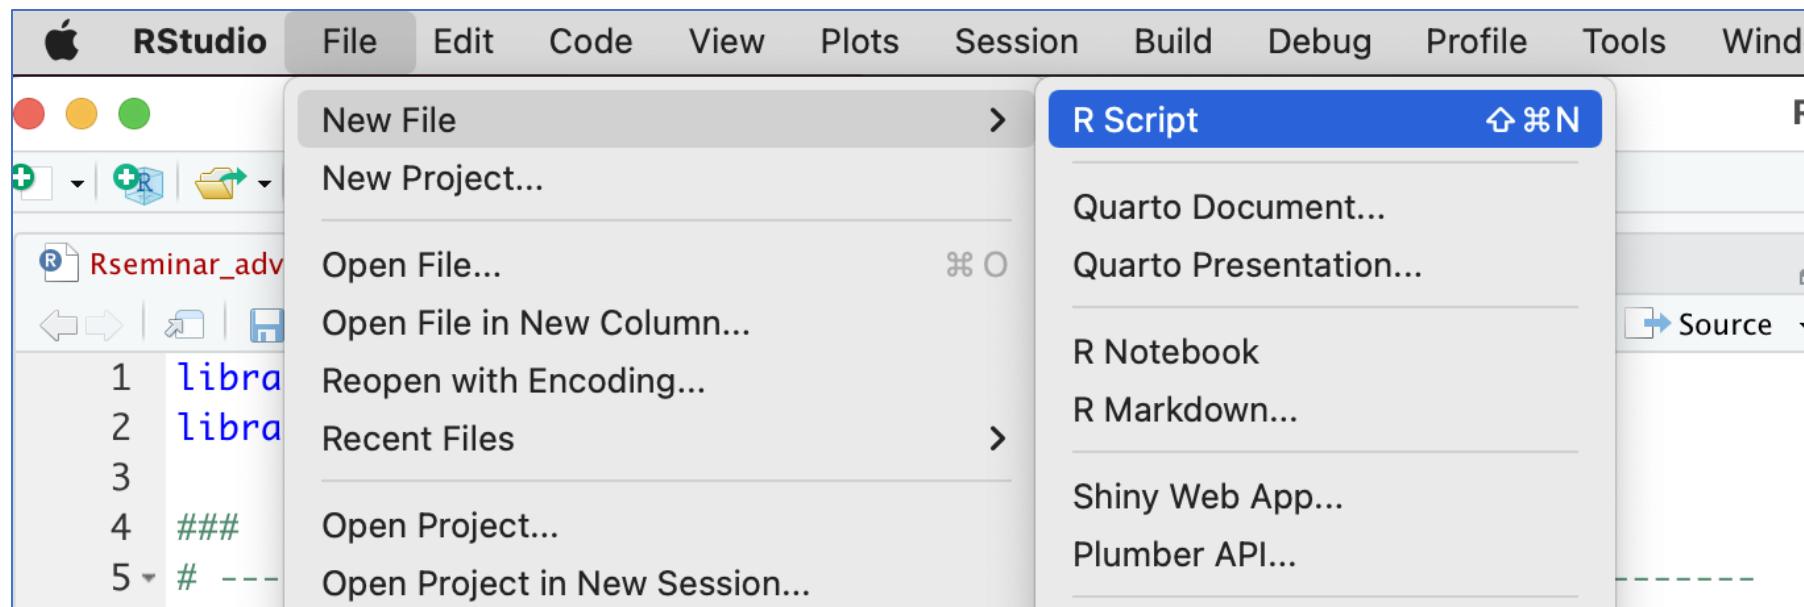 RStudio File Edit Code View Plots Session Build Debug Profile Tools Wind
New File
New Project...
Open File... ⌘ O
Open File in New Column...
Reopen with Encoding...
Recent Files
Open Project...
Open Project in New Session...
R Script ⇧⌘N
Quarto Document...
Quarto Presentation...
R Notebook
R Markdown...
Shiny Web App...
Plumber API...
Rseminar_adv
Source
1 libra
2 libra
3
4 ###
5 # ---